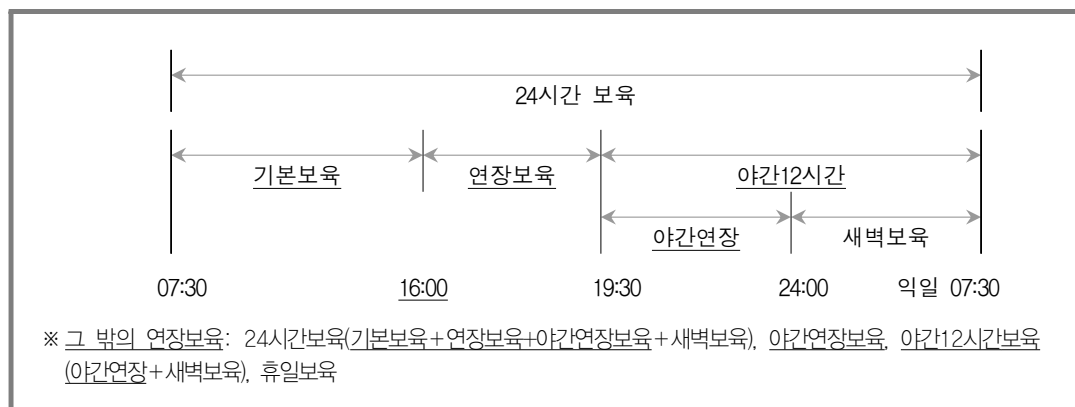 24시간 보육
기본보육 연장보육 야간12시간
야간연장 새벽보육
07:30 16:00 19:30 24:00 익일 07:30
※ 그 밖의 연장보육: 24시간보육(기본보육+연장보육+야간연장보육+새벽보육), 야간연장보육, 야간12시간보육
(야간연장+새벽보육), 휴일보육